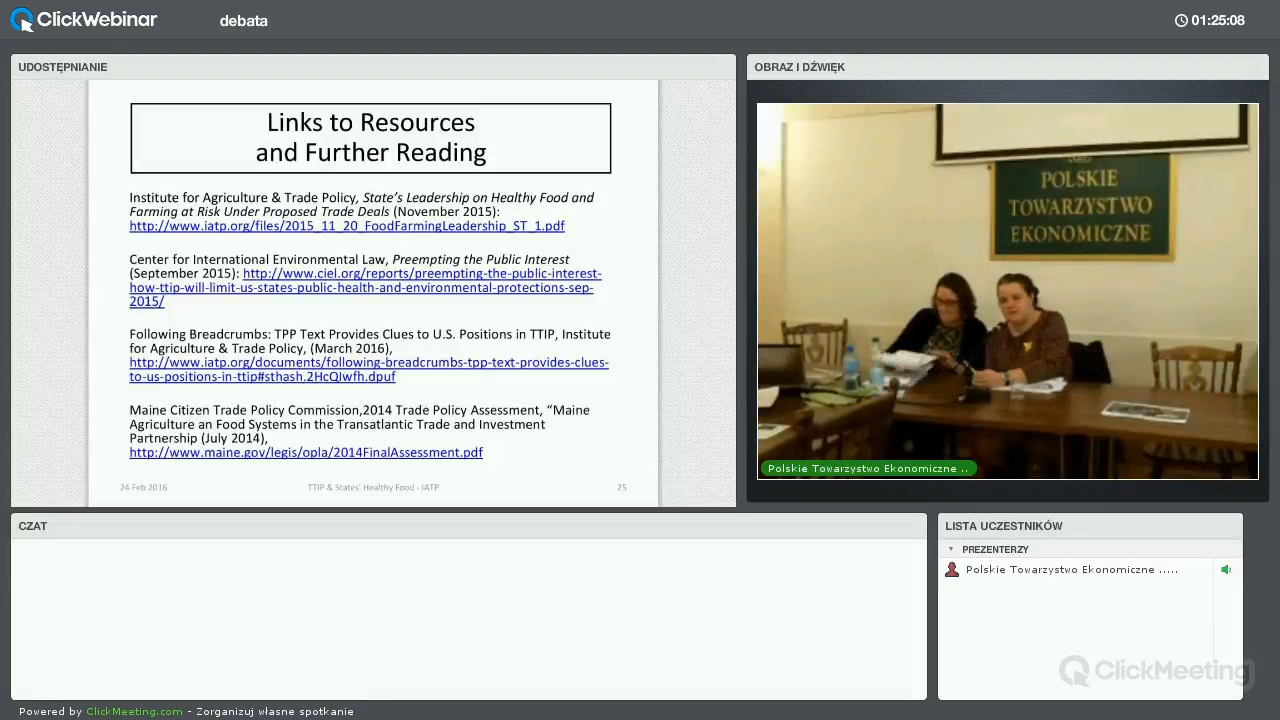 ClickWebinar
debata
01:25:08
UDOSTĘPNIANIE
Links to Resources
and Further Reading
Institute for Agriculture & Trade Policy, State's Leadership on Healthy Food and
Farming at Risk Under Proposed Trade Deals (November 2015):
http://www.iatp.org/files/2015_11_20_FoodFarmingLeadership_ST_1.pdf
Center for International Environmental Law, Preempting the Public Interest
(September 2015): http://www.ciel.org/reports/preempting-the-public-interest-
how-ttip-will-limit-us-states-public-health-and-environmental-protections-sep-
2015/
Following Breadcrumbs: TPP Text Provides Clues to U.S. Positions in TTIP, Institute
for Agriculture & Trade Policy, (March 2016),
http://www.iatp.org/documents/following-breadcrumbs-tpp-text-provides-clues-
to-us-positions-in-ttip#sthash.2HcQIwfh.dpuf
Maine Citizen Trade Policy Commission,2014 Trade Policy Assessment, “Maine
Agriculture an Food Systems in the Transatlantic Trade and Investment
Partnership (July 2014),
http://www.maine.gov/legis/opla/2014FinalAssessment.pdf
24 Feb 2016
TTIP & States' Healthy Food - IATP
25
OBRAZ I DŹWIĘK
POLSKIE
TOWARZYSTWO
EKONOMICZNE
Polskie Towarzystwo Ekonomiczne ..
CZAT
LISTA UCZESTNIKÓW
PREZENTERZY
Polskie Towarzystwo Ekonomiczne .....
ClickMeeting
Powered by ClickMeeting.com - Zorganizuj własne spotkanie